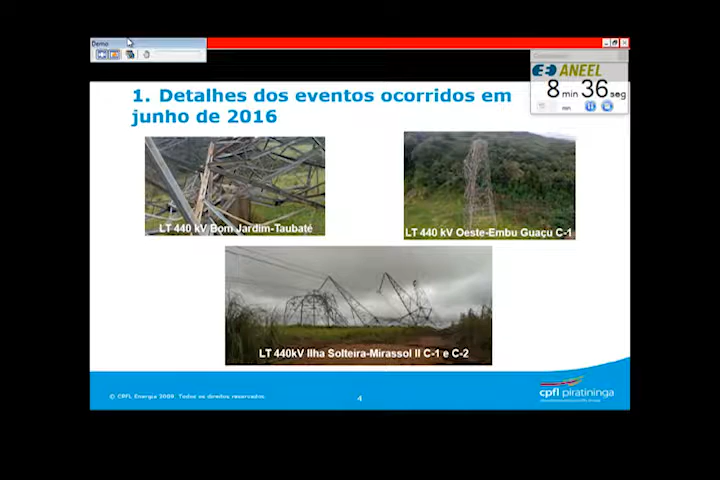 Demo
ANEEL
8 min 36 seg
1. Detalhes dos eventos ocorridos em
junho de 2016
LT 440 kV Bom Jardim-Taubaté
LT 440 kV Oeste-Embu Guaçu C-1
LT 440kV Ilha Solteira-Mirassol II C-1 e C-2
© CPFL Energia 2009. Todos os direitos reservados.
4
cpfl piratininga